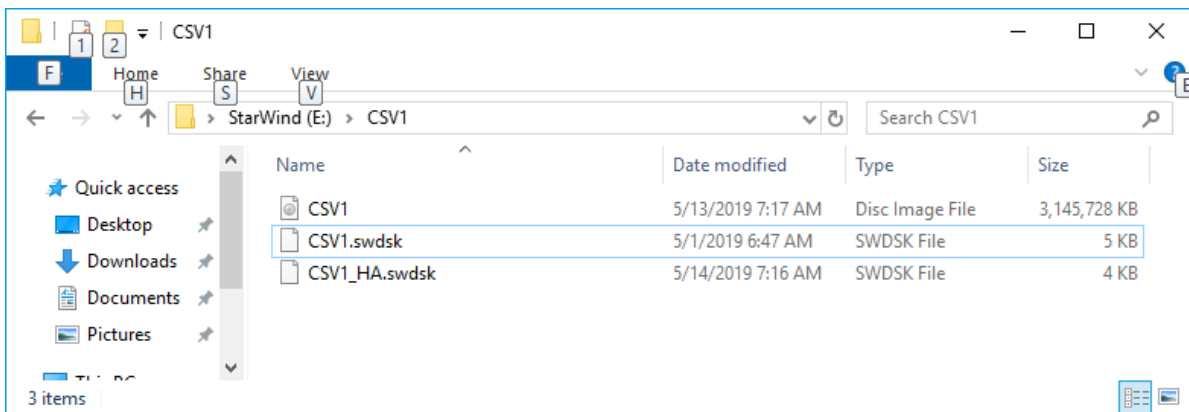 CSV1
1 2
F Home Share View
H S V E
StarWind (E:) CSV1 Search CSV1
Name Date modified Type Size
Quick access
CSV1 5/13/2019 7:17 AM Disc Image File 3,145,728 KB
Desktop
CSV1.swdsk 5/1/2019 6:47 AM SWDSK File 5 KB
Downloads
CSV1_HA.swdsk 5/14/2019 7:16 AM SWDSK File 4 KB
Documents
Pictures
This PC
3 items